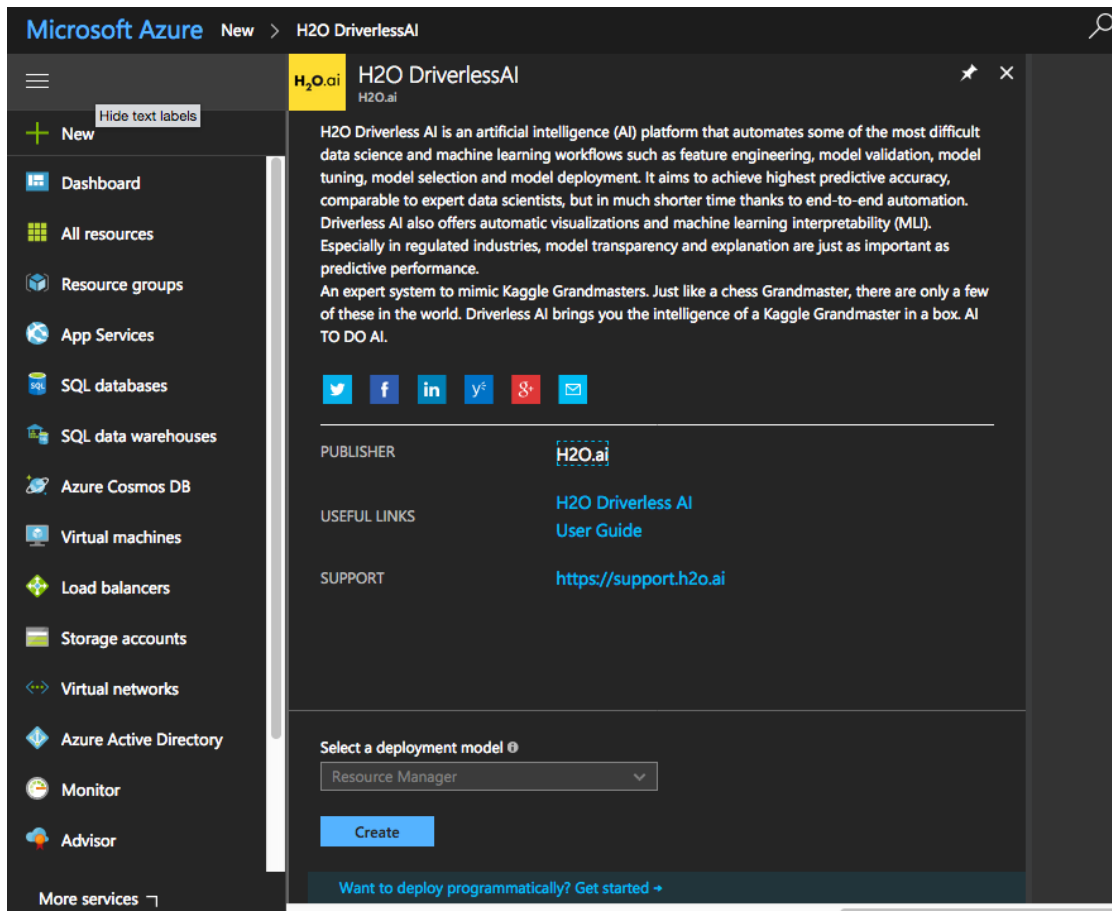 Microsoft Azure New > H2O DriverlessAI
Hide text labels
New
Dashboard
All resources
Resource groups
App Services
SQL
SQL databases
SQL data warehouses
Azure Cosmos DB
Virtual machines
Load balancers
Storage accounts
Virtual networks
Azure Active Directory
Monitor
Advisor
More services
H2O.ai
H2O DriverlessAI
H2O.ai
H2O Driverless AI is an artificial intelligence (AI) platform that automates some of the most difficult
data science and machine learning workflows such as feature engineering, model validation, model
tuning, model selection and model deployment. It aims to achieve highest predictive accuracy,
comparable to expert data scientists, but in much shorter time thanks to end-to-end automation.
Driverless AI also offers automatic visualizations and machine learning interpretability (MLI).
Especially in regulated industries, model transparency and explanation are just as important as
predictive performance.
An expert system to mimic Kaggle Grandmasters. Just like a chess Grandmaster, there are only a few
of these in the world. Driverless AI brings you the intelligence of a Kaggle Grandmaster in a box. AI
TO DO AI.
PUBLISHER
H2O.ai
USEFUL LINKS
H2O Driverless AI
User Guide
SUPPORT
https://support.h2o.ai
Select a deployment model
Resource Manager
Create
Want to deploy programmatically? Get started →